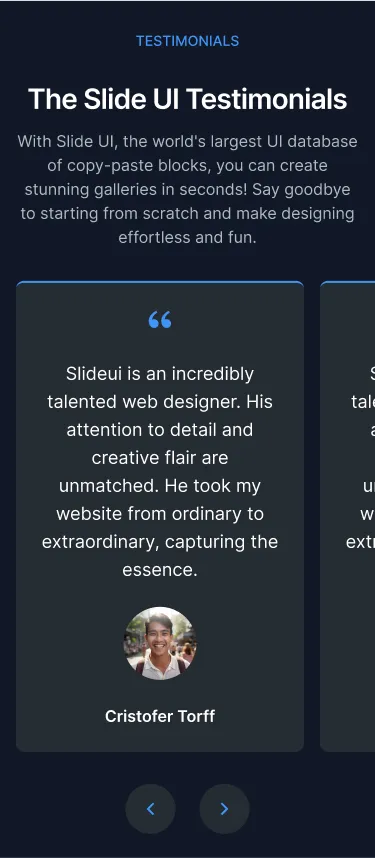 TESTIMONIALS
The Slide UI Testimonials
With Slide UI, the world's largest UI database
of copy-paste blocks, you can create
stunning galleries in seconds! Say goodbye
to starting from scratch and make designing
effortless and fun.
“
Slideui is an incredibly
talented web designer. His
attention to detail and
creative flair are
unmatched. He took my
website from ordinary to
extraordinary, capturing the
essence.
Cristofer Torff